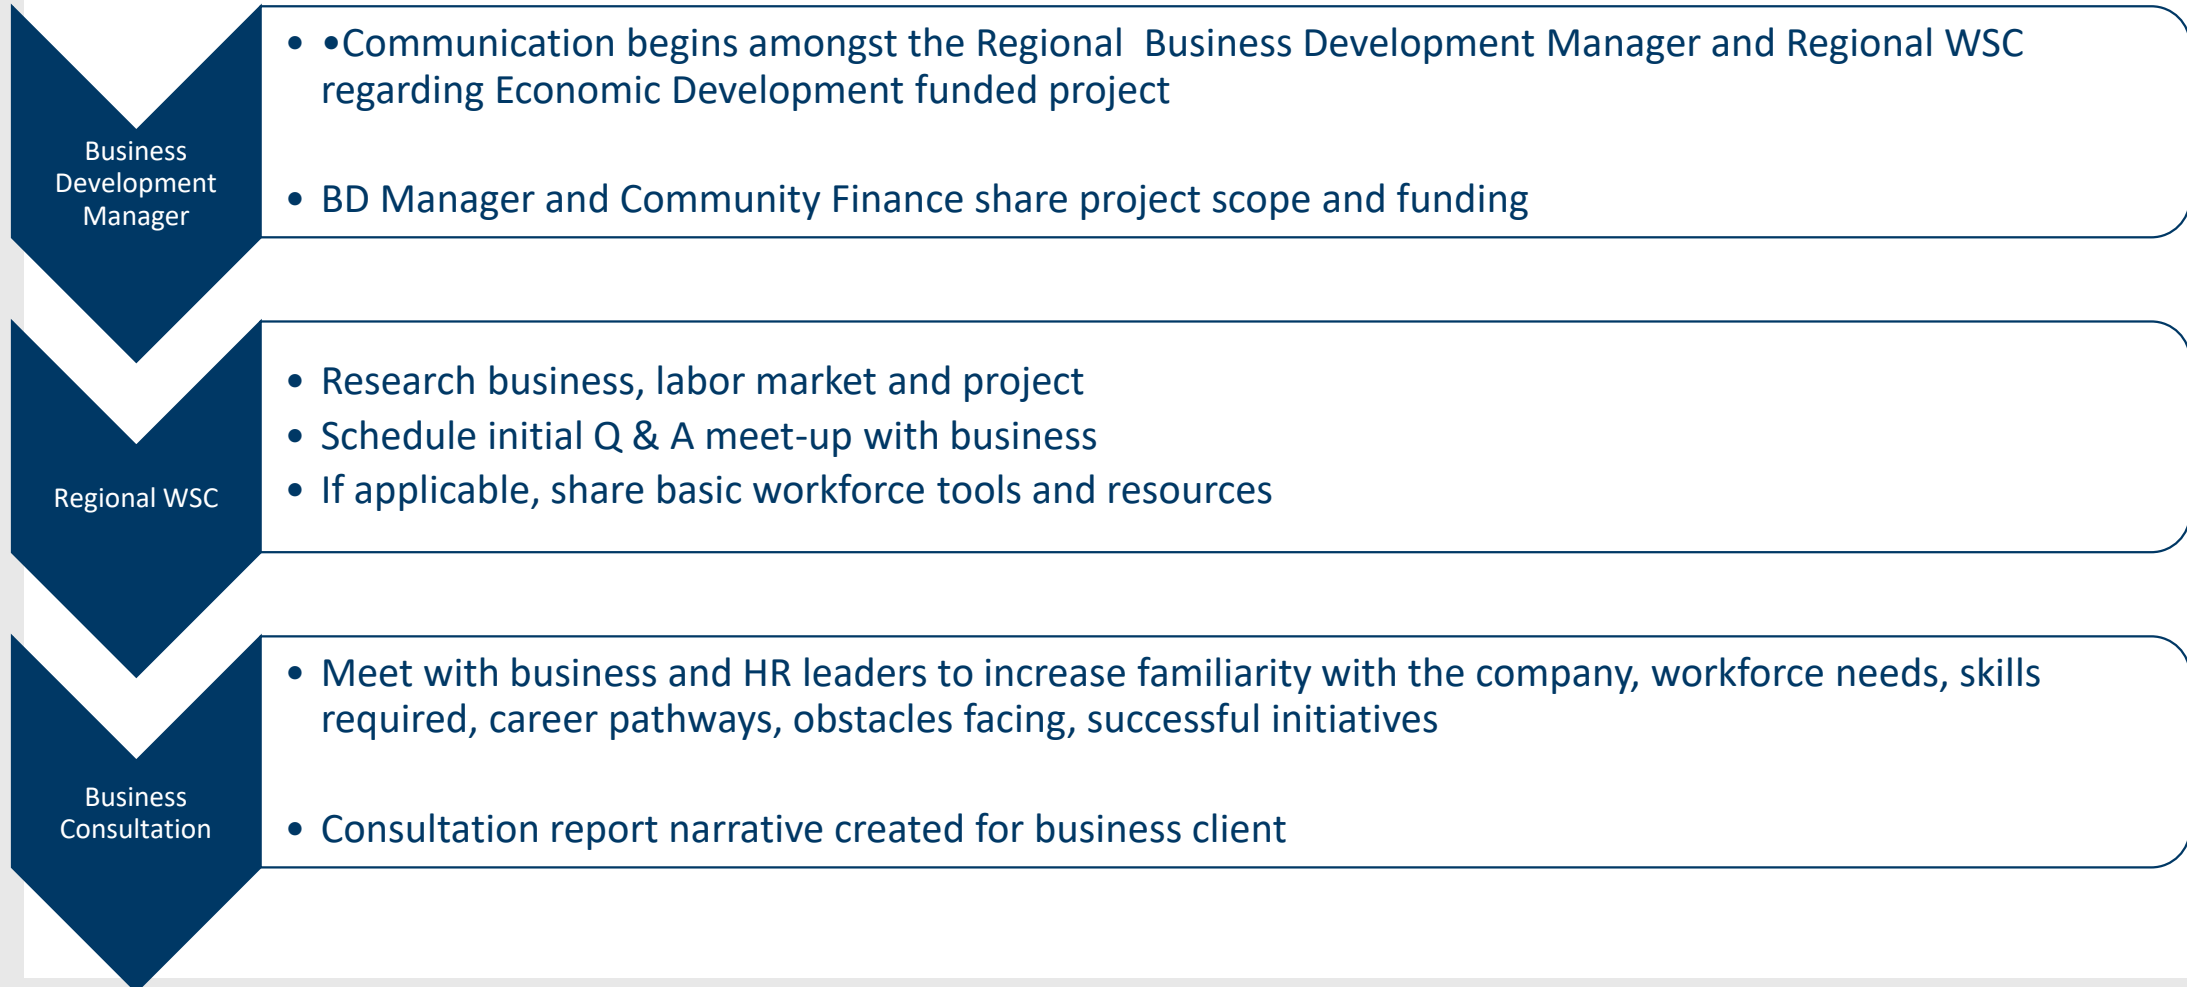 Business
Development
Manager
• •Communication begins amongst the Regional  Business Development Manager and Regional WSC
regarding Economic Development funded project
• BD Manager and Community Finance share project scope and funding
Regional WSC
• Research business, labor market and project
• Schedule initial Q & A meet-up with business
• If applicable, share basic workforce tools and resources
Business
Consultation
• Meet with business and HR leaders to increase familiarity with the company, workforce needs, skills
required, career pathways, obstacles facing, successful initiatives
• Consultation report narrative created for business client